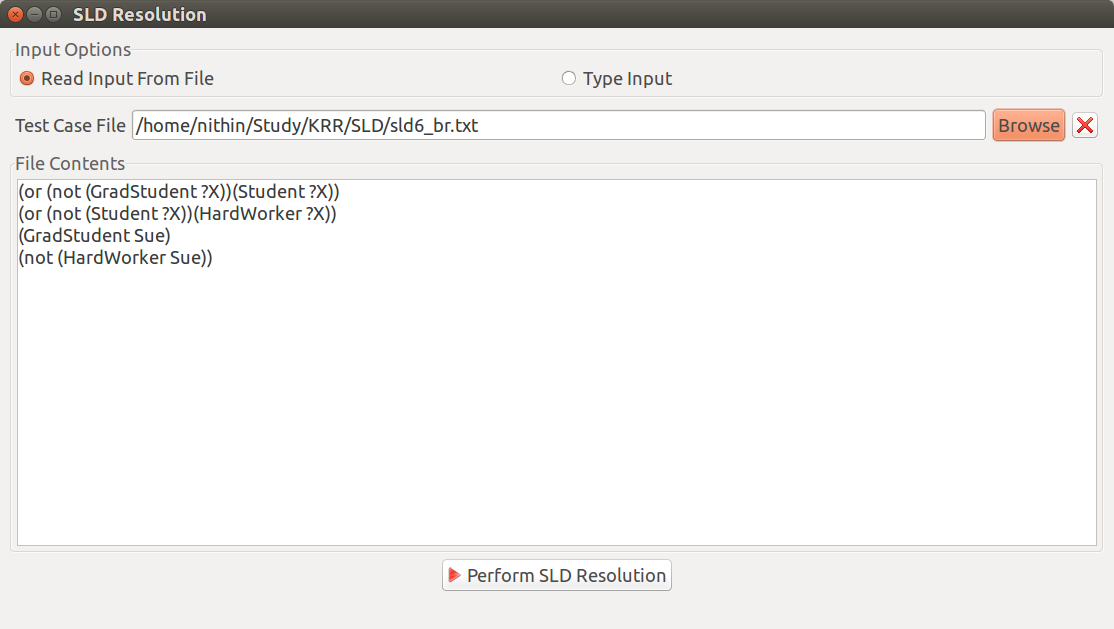 SLD Resolution
Input Options
Read Input From File
Type Input
Test Case File /home/nithin/Study/KRR/SLD/sld6_br.txt Browse
File Contents
(or (not (GradStudent ?X))(Student ?X))
(or (not (Student ?X))(HardWorker ?X))
(GradStudent Sue)
(not (HardWorker Sue))
Perform SLD Resolution